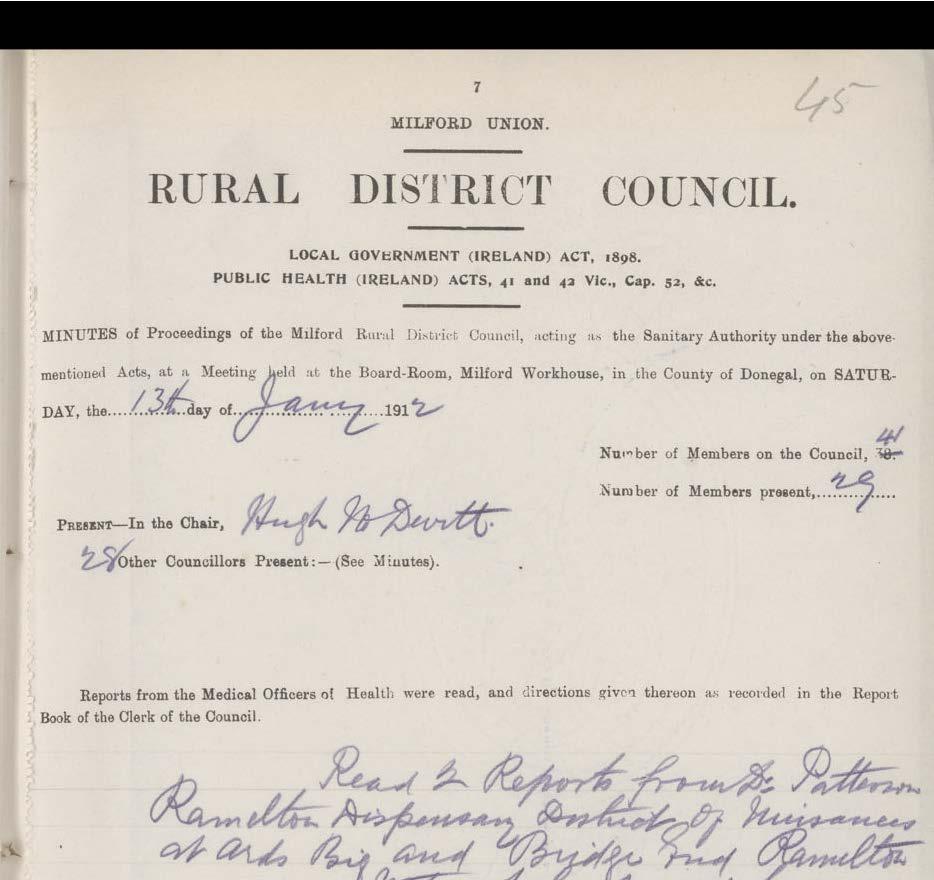 7
45
MILFORD UNION.
RURAL DISTRICT COUNCIL.
LOCAL GOVERNMENT (IRELAND) ACT, 1898.
PUBLIC HEALTH (IRELAND) ACTS, 41 and 42 Vic., Cap. 52, &c.
MINUTES of Proceedings of the Milford Rural District Council, acting as the Sanitary Authority under the above-
mentioned Acts, at a Meeting held at the Board-Room, Milford Workhouse, in the County of Donegal, on SATUR-
DAY, the....13th..day of...Jany......1912
41
Number of Members on the Council, 38.
Number of Members present,....29....
PRESENT—In the Chair, Hugh McDevitt.
28 Other Councillors Present:—(See Minutes).
Reports from the Medical Officers of Health were read, and directions given thereon as recorded in the Report
Book of the Clerk of the Council.
Read 2 Reports from Dr Patterson
Ramelton Dispensary District of Nuisances
at Ards Big and Bridge End Ramelton